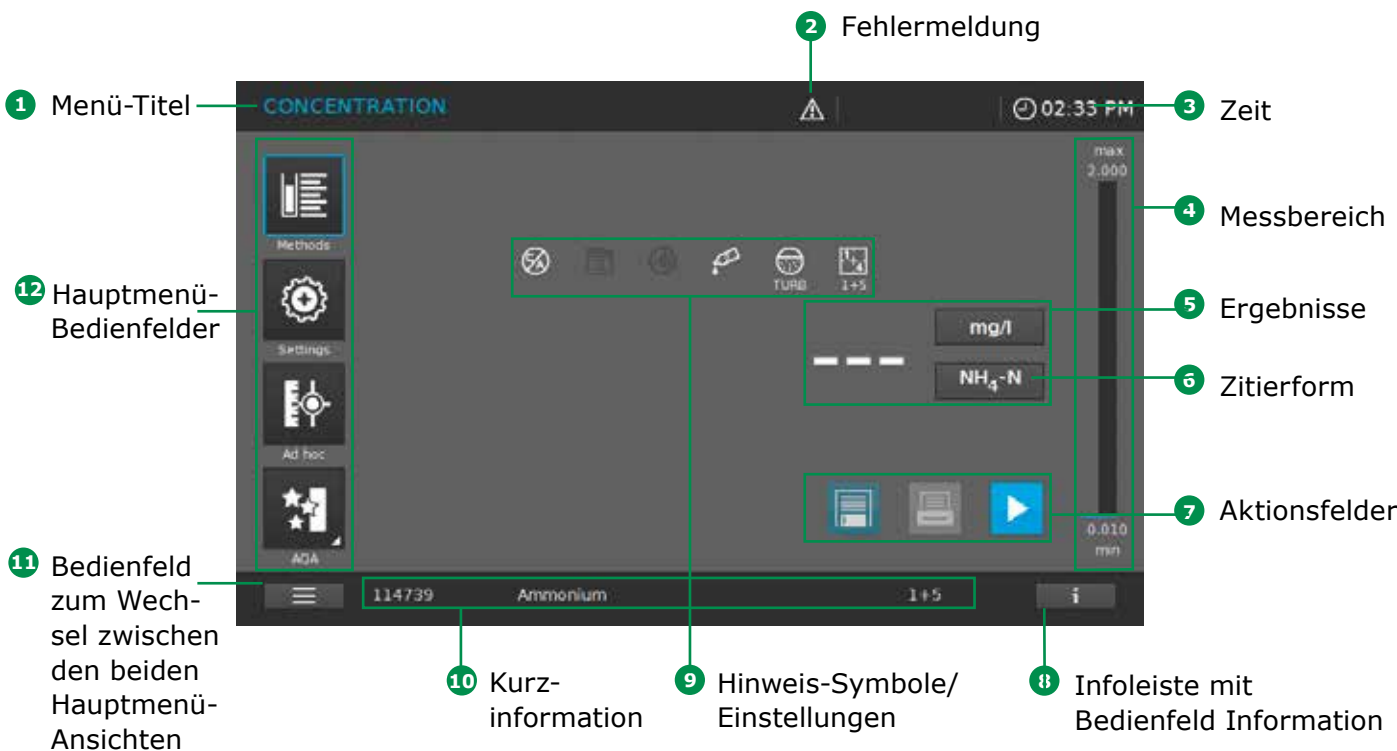 2 Fehlermeldung
1 Menü-Titel
CONCENTRATION
02:33 PM
3 Zeit
max
2.000
4 Messbereich
Methods
S/A
TURB
1+4
1+5
12 Hauptmenü-
Bedienfelder
Settings
mg/l
5 Ergebnisse
NH4-N
6 Zitierform
Ad hoc
7 Aktionsfelder
0.010
min
AQA
11 Bedienfeld
zum Wech-
sel zwischen
den beiden
Hauptmenü-
Ansichten
114739 Ammonium 1+5
i
10 Kurz-
information
9 Hinweis-Symbole/
Einstellungen
8 Infoleiste mit
Bedienfeld Information